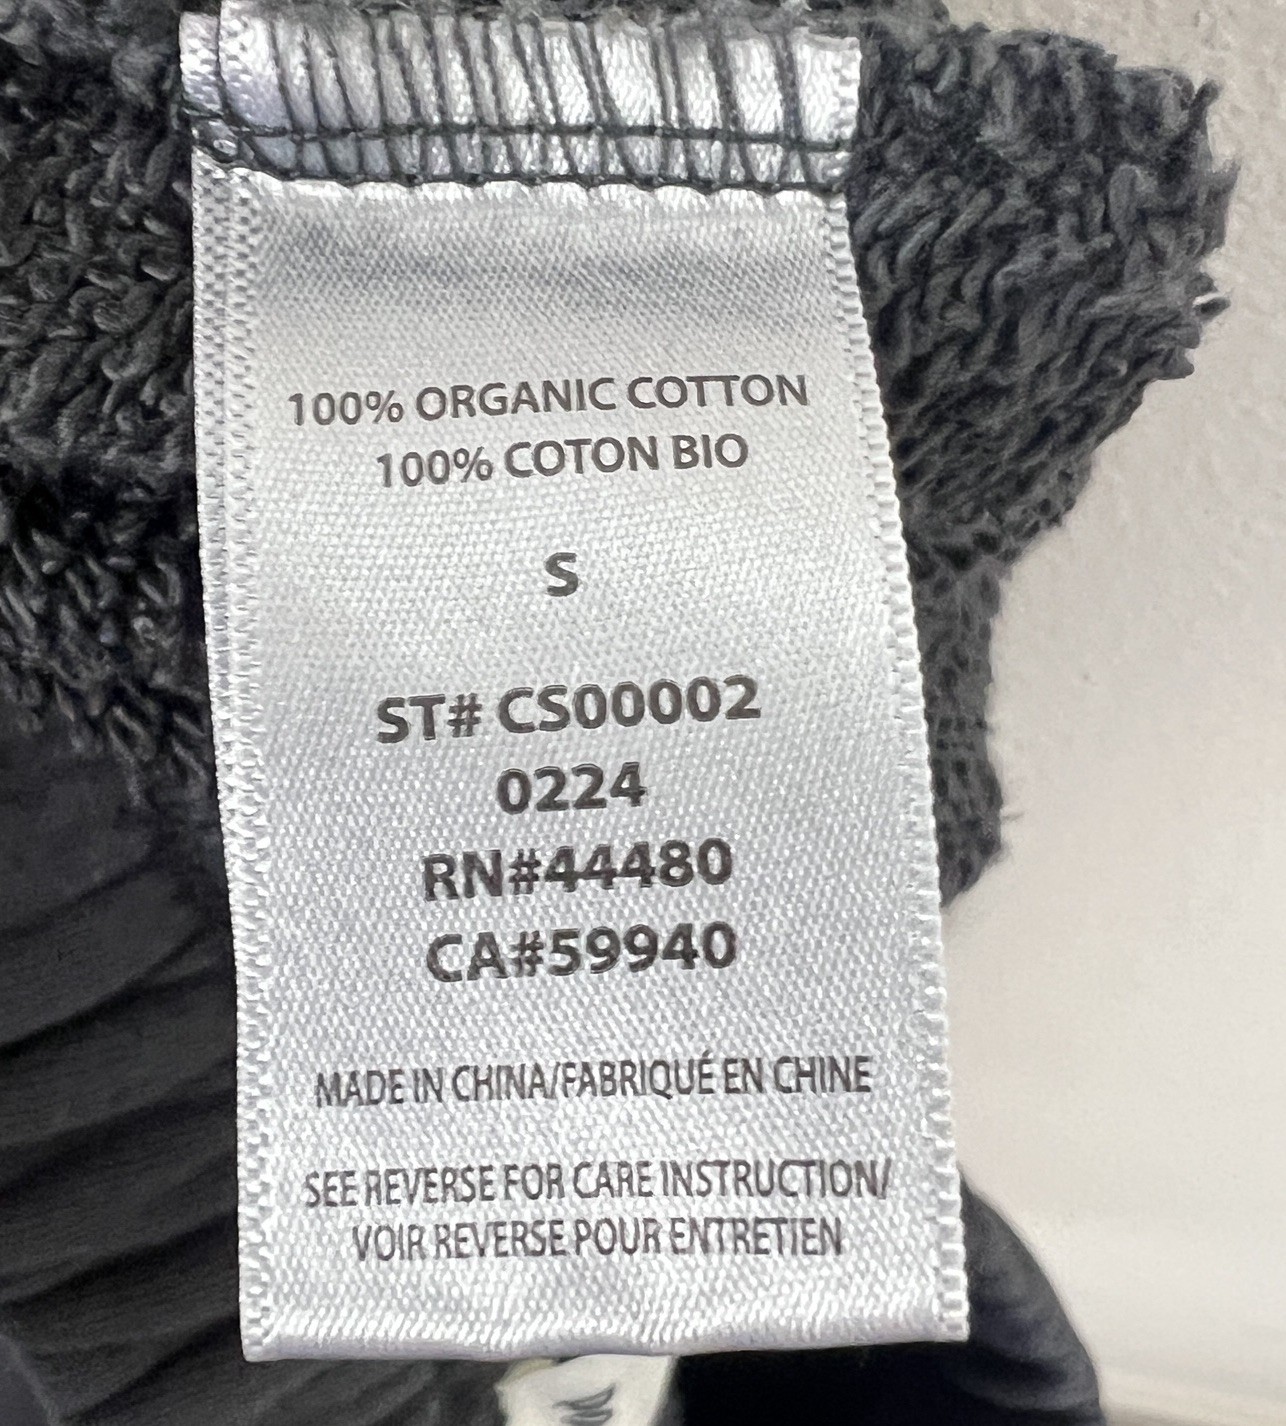 100% ORGANIC COTTON
100% COTON BIO
S
ST# CS00002
0224
RN#44480
CA#59940
MADE IN CHINA/FABRIQUÉ EN CHINE
SEE REVERSE FOR CARE INSTRUCTION/
VOIR REVERSE POUR ENTRETIEN